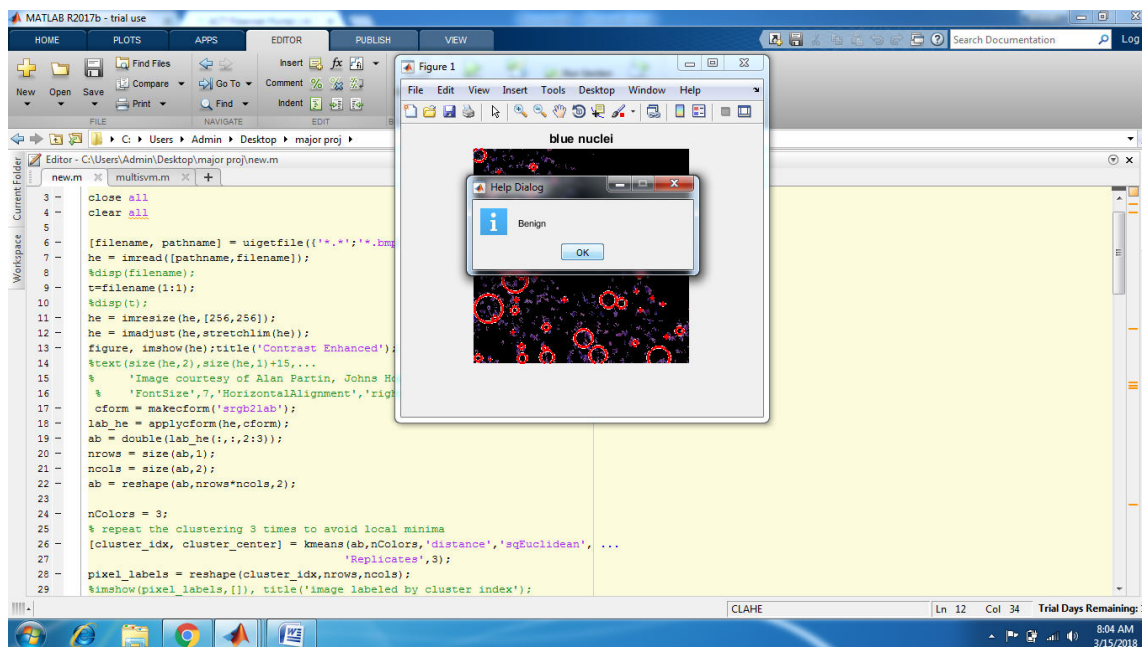 MATLAB R2017b - trial use
HOME PLOTS APPS EDITOR PUBLISH VIEW
Search Documentation
Log
New Open Save
Find Files
Compare
Print
Go To
Find
Insert
Comment
Indent
FILE NAVIGATE EDIT
C: Users Admin Desktop major proj
Editor - C:\Users\Admin\Desktop\major proj\new.m
new.m multisvm.m
Current Folder
Workspace
3 - close all
4 - clear all
5
6 - [filename, pathname] = uigetfile({'*.*';'*.bmp
7 - he = imread([pathname,filename]);
8 %disp(filename);
9 - t=filename(1:1);
10 %disp(t);
11 - he = imresize(he,[256,256]);
12 - he = imadjust(he,stretchlim(he));
13 - figure, imshow(he);title('Contrast Enhanced');
14 %text(size(he,2),size(he,1)+15,...
15 % 'Image courtesy of Alan Partin, Johns Ho
16 % 'FontSize',7,'HorizontalAlignment','righ
17 - cform = makecform('srgb2lab');
18 - lab_he = applycform(he,cform);
19 - ab = double(lab_he(:,:,2:3));
20 - nrows = size(ab,1);
21 - ncols = size(ab,2);
22 - ab = reshape(ab,nrows*ncols,2);
23
24 - nColors = 3;
25 % repeat the clustering 3 times to avoid local minima
26 - [cluster_idx, cluster_center] = kmeans(ab,nColors,'distance','sqEuclidean', ...
27 'Replicates',3);
28 - pixel_labels = reshape(cluster_idx,nrows,ncols);
29 %imshow(pixel_labels,[]), title('image labeled by cluster index');
Figure 1
File Edit View Insert Tools Desktop Window Help
blue nuclei
Help Dialog
Benign
OK
CLAHE
Ln 12 Col 34 Trial Days Remaining:
8:04 AM
3/15/2018